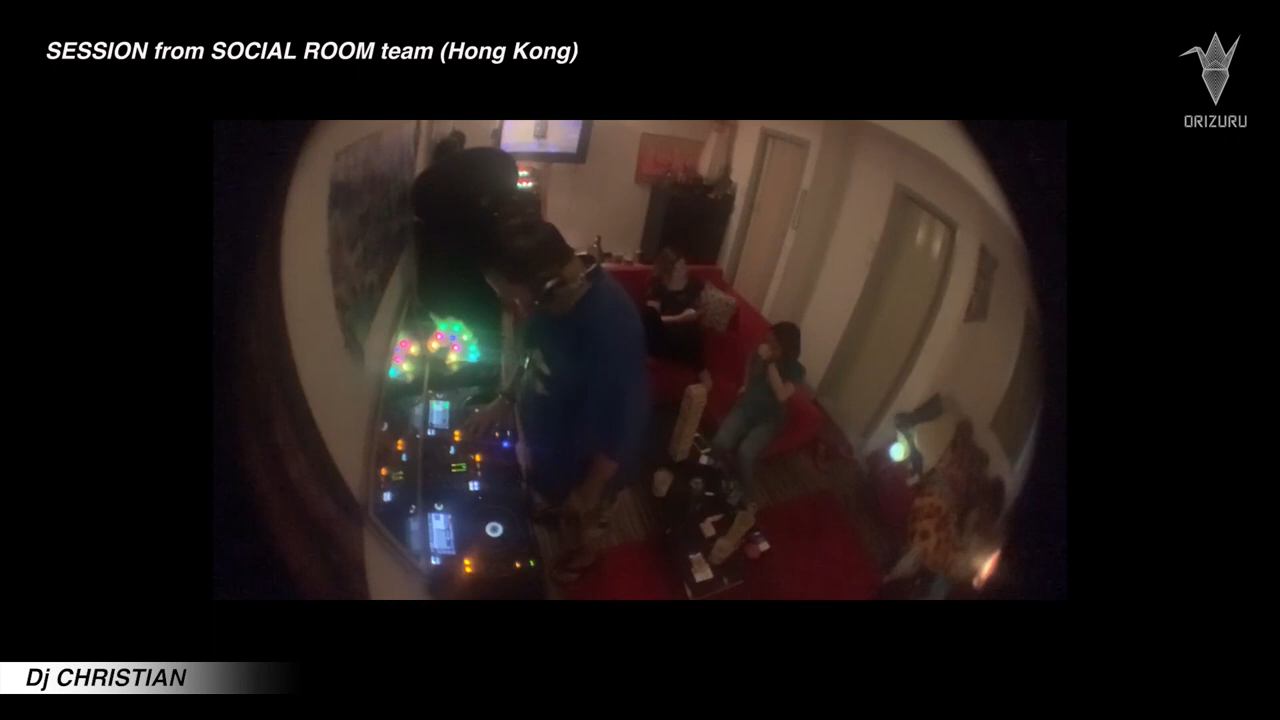 SESSION from SOCIAL ROOM team (Hong Kong)
ORIZURU
Dj CHRISTIAN